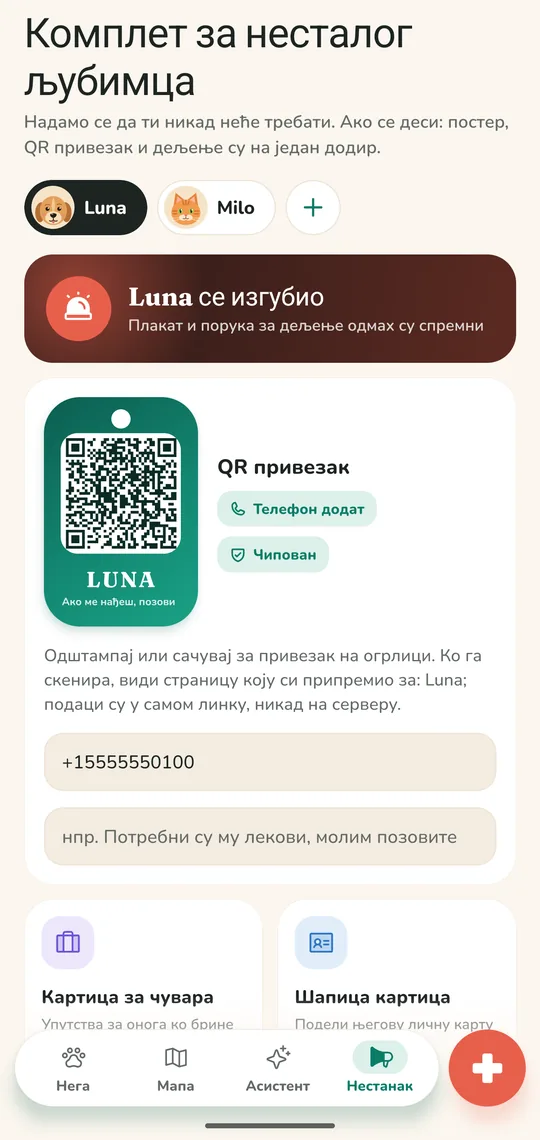 Комплет за несталог
љубимца
Надамо се да ти никад неће требати. Ако се деси: постер,
QR привезак и дељење су на један додир.
Luna
Milo
Luna се изгубио
Плакат и порука за дељење одмах су спремни
LUNA
Ако ме нађеш, позови
QR привезак
Телефон додат
Чипован
Одштампај или сачувај за привезак на огрлици. Ко га
скенира, види страницу коју си припремио за: Luna;
подаци су у самом линку, никад на серверу.
+15555550100
нпр. Потребни су му лекови, молим позовите
Картица за чувара
Упутства за онога ко брине
Шапица картица
Подели његову личну карту
Нега
Мапа
Асистент
Нестанак